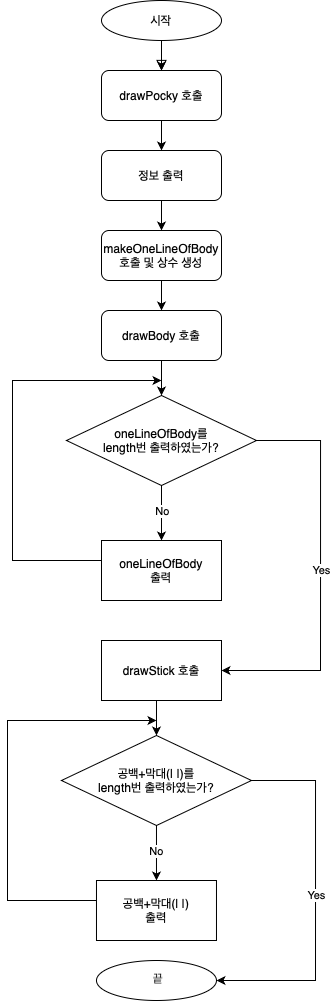 시작
drawPocky 호출
정보 출력
makeOneLineOfBody
호출 및 상수 생성
drawBody 호출
oneLineOfBody를
length번 출력하였는가?
No
oneLineOfBody
출력
Yes
drawStick 호출
공백+막대(l l)를
length번 출력하였는가?
No
공백+막대(l l)
출력
Yes
끝